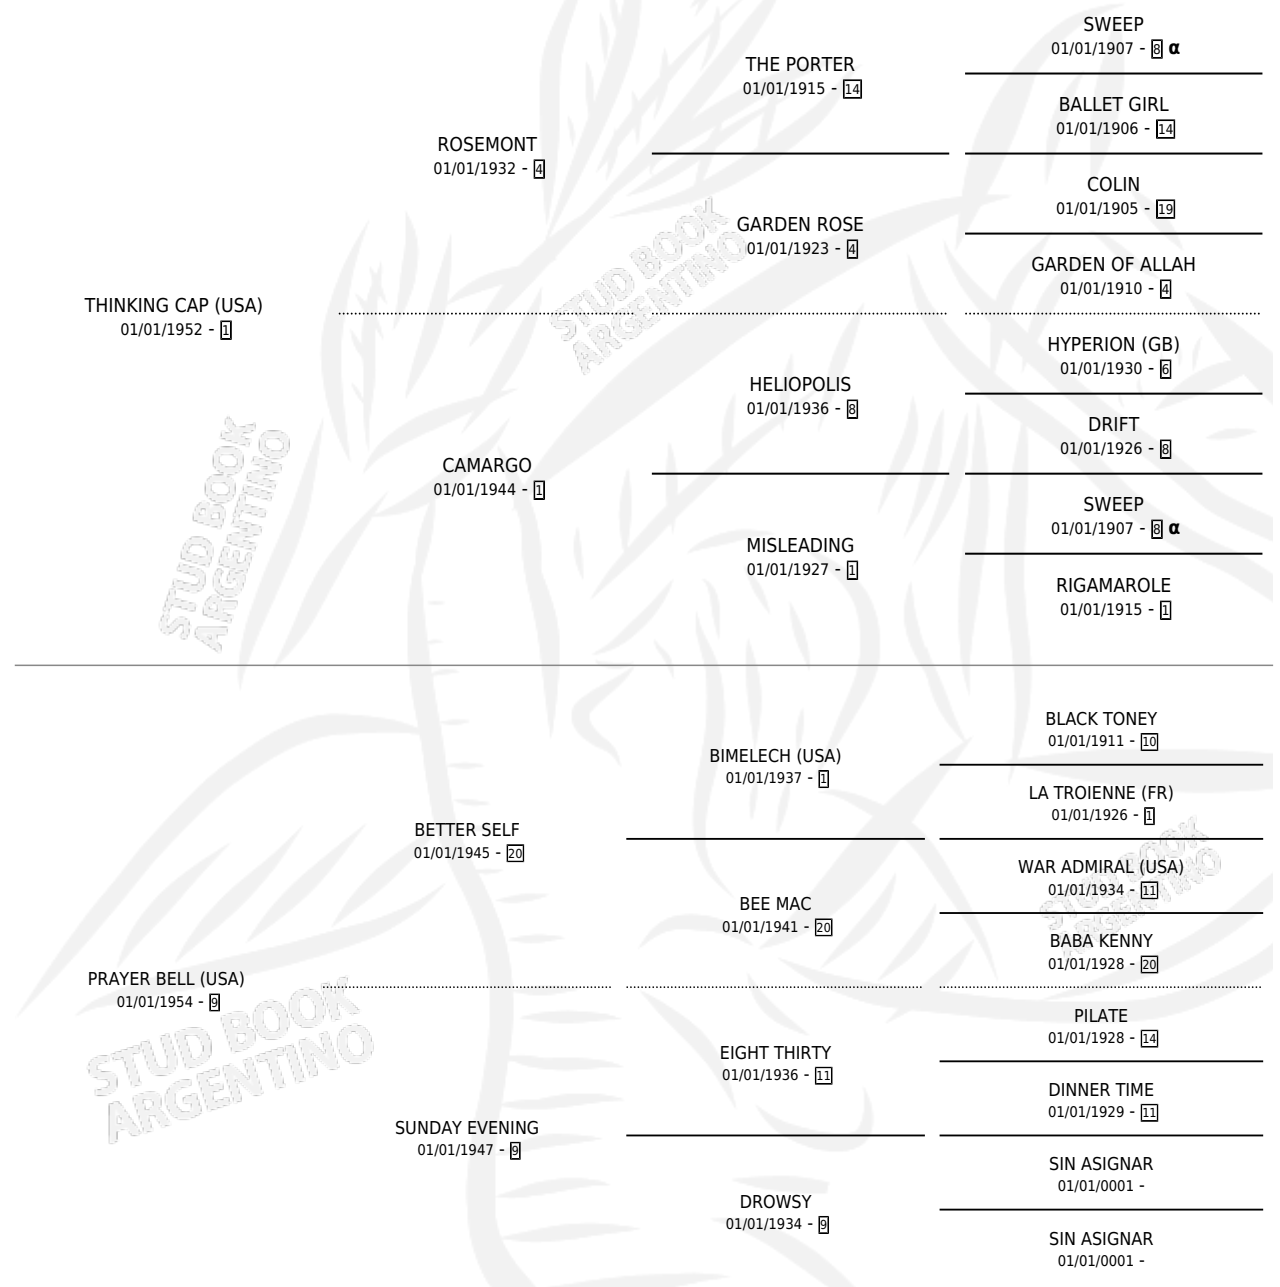 SWEEP
01/01/1907 - 8 α
THE PORTER
01/01/1915 - 14
BALLET GIRL
01/01/1906 - 14
ROSEMONT
01/01/1932 - 4
COLIN
01/01/1905 - 19
GARDEN ROSE
01/01/1923 - 4
GARDEN OF ALLAH
01/01/1910 - 4
THINKING CAP (USA)
01/01/1952 - 1
HYPERION (GB)
01/01/1930 - 6
HELIOPOLIS
01/01/1936 - 8
DRIFT
01/01/1926 - 8
CAMARGO
01/01/1944 - 1
SWEEP
01/01/1907 - 8 α
MISLEADING
01/01/1927 - 1
RIGAMAROLE
01/01/1915 - 1
STUD BOOK
ARGENTINO
STUD BOOK
ARGENTINO
BLACK TONEY
01/01/1911 - 10
BIMELECH (USA)
01/01/1937 - 1
LA TROIENNE (FR)
01/01/1926 - 1
BETTER SELF
01/01/1945 - 20
WAR ADMIRAL (USA)
01/01/1934 - 11
BEE MAC
01/01/1941 - 20
BABA KENNY
01/01/1928 - 20
PRAYER BELL (USA)
01/01/1954 - 9
PILATE
01/01/1928 - 14
EIGHT THIRTY
01/01/1936 - 11
DINNER TIME
01/01/1929 - 11
SUNDAY EVENING
01/01/1947 - 9
SIN ASIGNAR
01/01/0001 -
DROWSY
01/01/1934 - 9
SIN ASIGNAR
01/01/0001 -
STUD BOOK
ARGENTINO
STUD BOOK
ARGENTINO